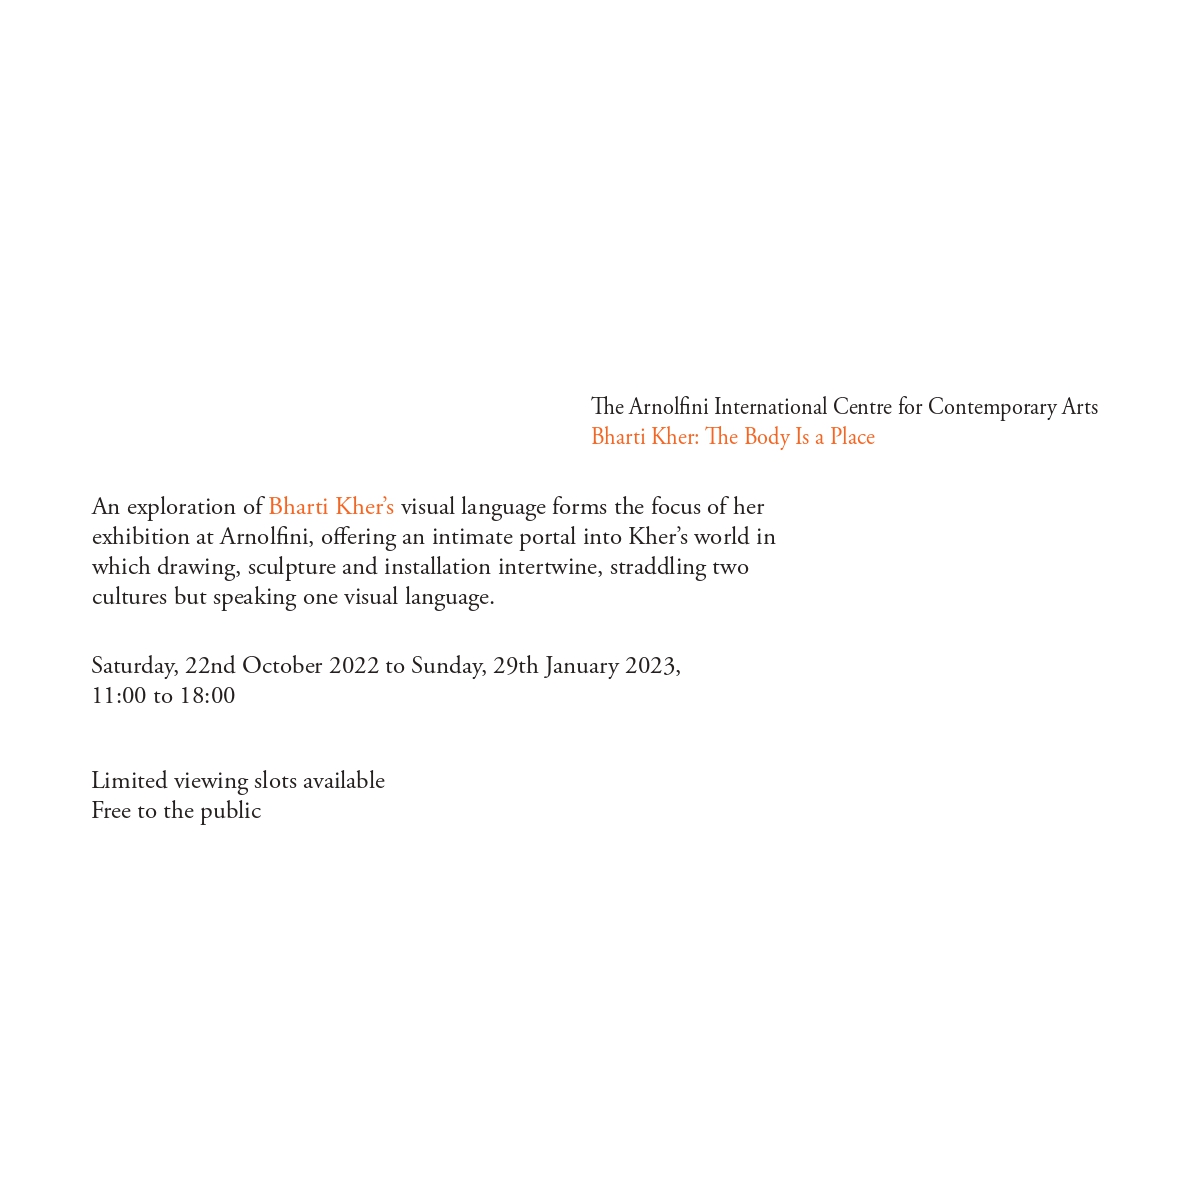 The Arnolfini International Centre for Contemporary Arts
Bharti Kher: The Body Is a Place
An exploration of Bharti Kher’s visual language forms the focus of her
exhibition at Arnolfini, offering an intimate portal into Kher’s world in
which drawing, sculpture and installation intertwine, straddling two
cultures but speaking one visual language.
Saturday, 22nd October 2022 to Sunday, 29th January 2023,
11:00 to 18:00
Limited viewing slots available
Free to the public